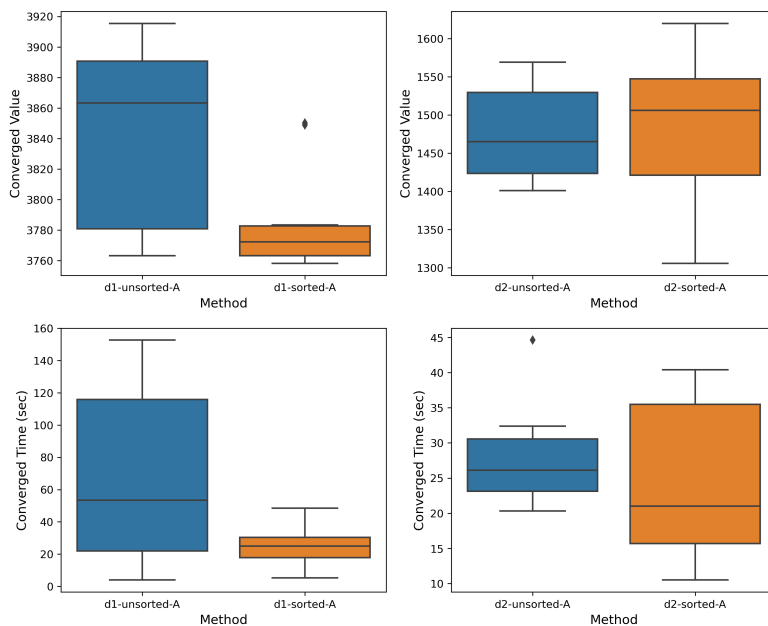 3920
3900
3880
3860
3840
3820
3800
3780
3760
Converged Value
d1-unsorted-A
d1-sorted-A
Method
1600
1550
1500
1450
1400
1350
1300
Converged Value
d2-unsorted-A
d2-sorted-A
Method
160
140
120
100
80
60
40
20
0
Converged Time (sec)
d1-unsorted-A
d1-sorted-A
Method
45
40
35
30
25
20
15
10
Converged Time (sec)
d2-unsorted-A
d2-sorted-A
Method